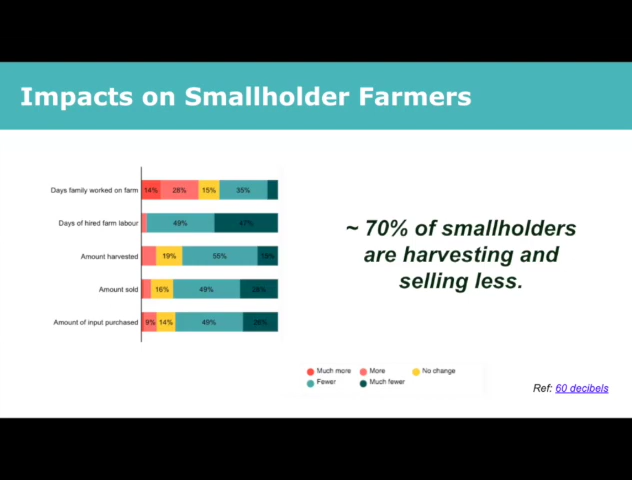 Impacts on Smallholder Farmers
Days family worked on farm 14% 28% 15% 35%
Days of hired farm labour 49% 47%
Amount harvested 19% 55%
Amount sold 16% 49%
Amount of input purchased 9% 14% 49%
~ 70% of smallholders
are harvesting and
selling less.
Much more More No change
Fewer Much fewer
Ref: 60 decibels